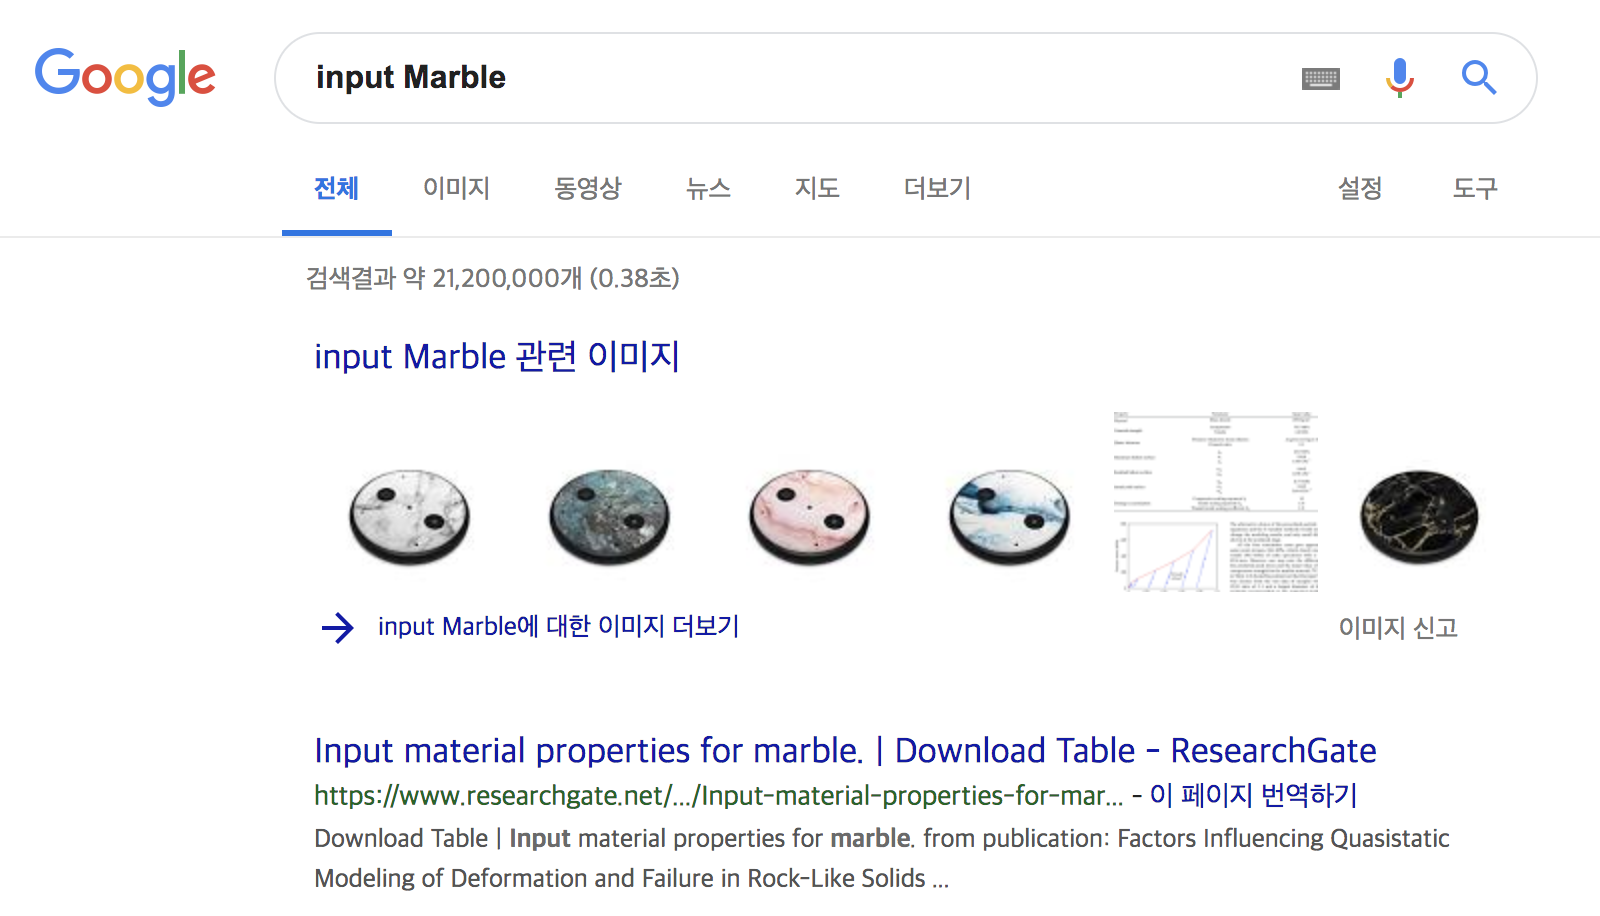 Google
input Marble
전체 이미지 동영상 뉴스 지도 더보기 설정 도구
검색결과 약 21,200,000개 (0.38초)
input Marble 관련 이미지
input Marble에 대한 이미지 더보기
이미지 신고
Input material properties for marble. | Download Table - ResearchGate
https://www.researchgate.net/.../Input-material-properties-for-mar... - 이 페이지 번역하기
Download Table | Input material properties for marble. from publication: Factors Influencing Quasistatic
Modeling of Deformation and Failure in Rock-Like Solids ...